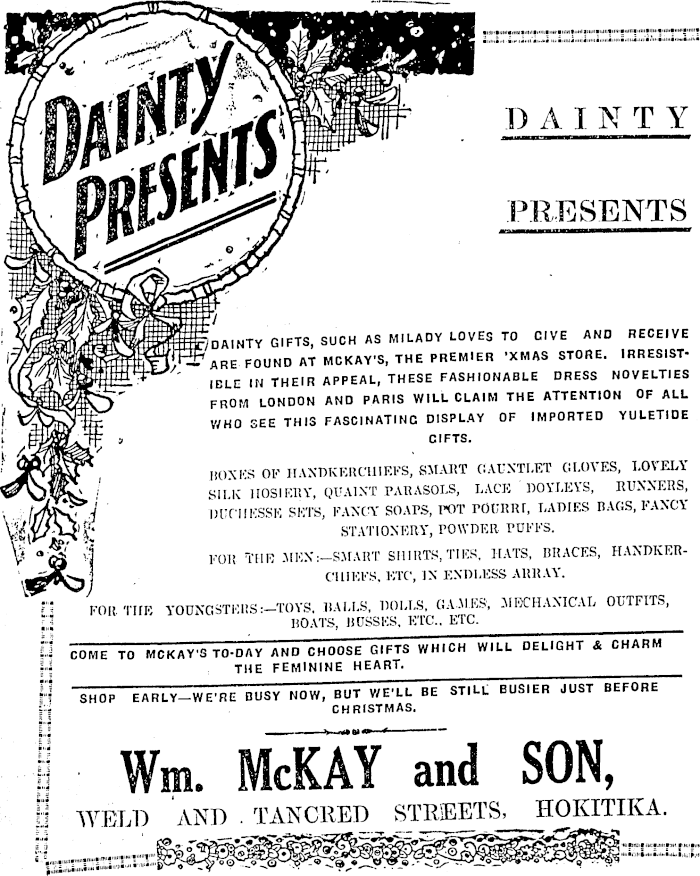 DAINTY
PRESENTS
DAINTY
PRESENTS
DAINTY GIFTS, SUCH AS MILADY LOVES TO GIVE AND RECEIVE
ARE FOUND AT MCKAY'S, THE PREMIER 'XMAS STORE. IRRESIST-
IBLE IN THEIR APPEAL, THESE FASHIONABLE DRESS NOVELTIES
FROM LONDON AND PARIS WILL CLAIM THE ATTENTION OF ALL
WHO SEE THIS FASCINATING DISPLAY OF IMPORTED YULETIDE
GIFTS.
BOXES OF HANDKERCHIEFS, SMART GAUNTLET GLOVES, LOVELY
SILK HOSIERY, QUAINT PARASOLS, LACE DOYLEYS, RUNNERS,
DUCHESSE SETS, FANCY SOAPS, POT POURRI, LADIES BAGS, FANCY
STATIONERY, POWDER PUFFS.
FOR THE MEN:—SMART SHIRTS, TIES, HATS, BRACES, HANDKER-
CHIEFS, ETC, IN ENDLESS ARRAY.
FOR THE YOUNGSTERS:—TOYS, BALLS, DOLLS, GAMES, MECHANICAL OUTFITS,
BOATS, BUSSES, ETC., ETC.
COME TO MCKAY'S TO-DAY AND CHOOSE GIFTS WHICH WILL DELIGHT & CHARM
THE FEMININE HEART.
SHOP EARLY—WE'RE BUSY NOW, BUT WE'LL BE STILL BUSIER JUST BEFORE
CHRISTMAS.
Wm. McKAY and SON,
WELD AND TANCRED STREETS, HOKITIKA.